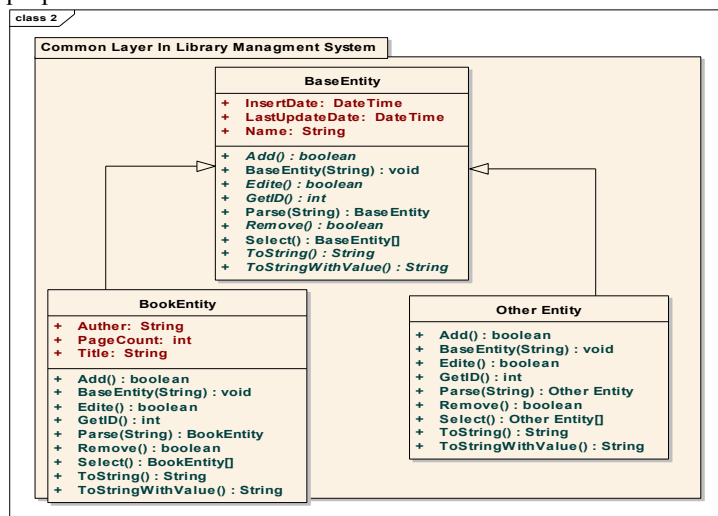 class 2
Common Layer In Library Managment System
BaseEntity
+ InsertDate: DateTime
+ LastUpdateDate: DateTime
+ Name: String
+ Add() : boolean
+ BaseEntity(String) : void
+ Edite() : boolean
+ GetID() : int
+ Parse(String) : BaseEntity
+ Remove() : boolean
+ Select() : BaseEntity[]
+ ToString() : String
+ ToStringWithValue() : String
BookEntity
+ Auther: String
+ PageCount: int
+ Title: String
+ Add() : boolean
+ BaseEntity(String) : void
+ Edite() : boolean
+ GetID() : int
+ Parse(String) : BookEntity
+ Remove() : boolean
+ Select() : BookEntity[]
+ ToString() : String
+ ToStringWithValue() : String
Other Entity
+ Add() : boolean
+ BaseEntity(String) : void
+ Edite() : boolean
+ GetID() : int
+ Parse(String) : Other Entity
+ Remove() : boolean
+ Select() : Other Entity[]
+ ToString() : String
+ ToStringWithValue() : String